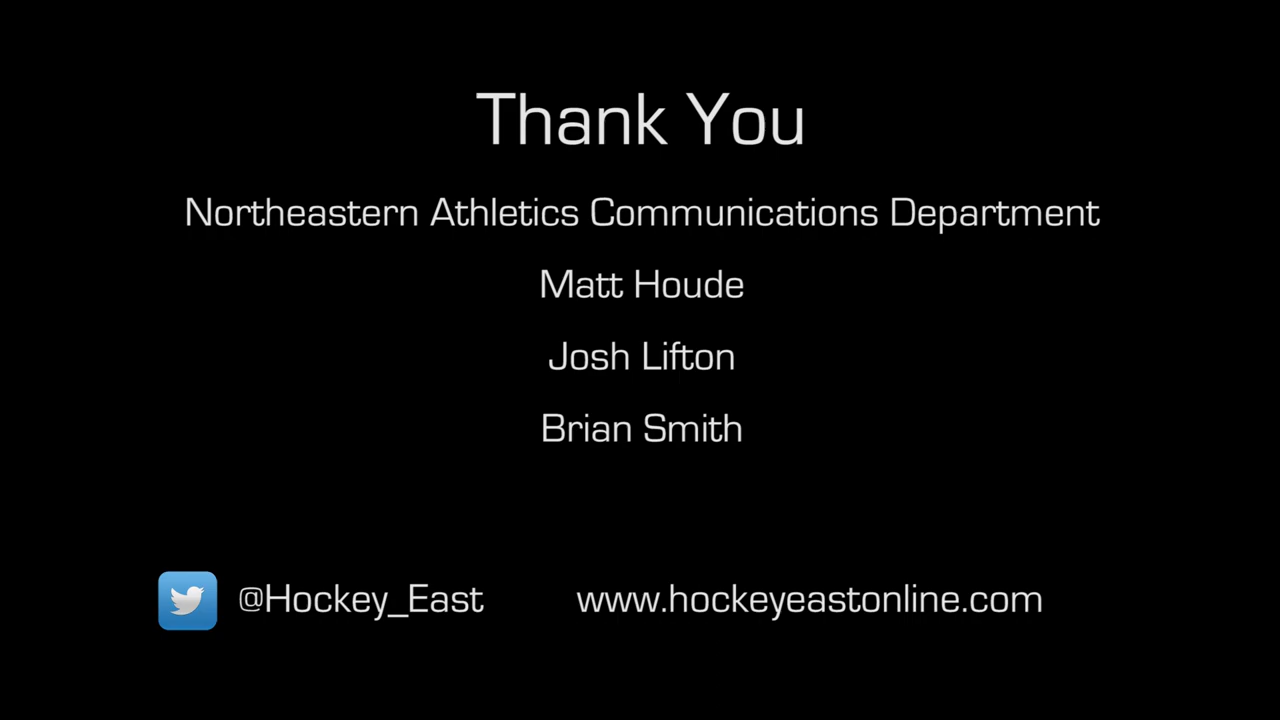 Thank You
Northeastern Athletics Communications Department
Matt Houde
Josh Lifton
Brian Smith
@Hockey_East www.hockeyeastonline.com